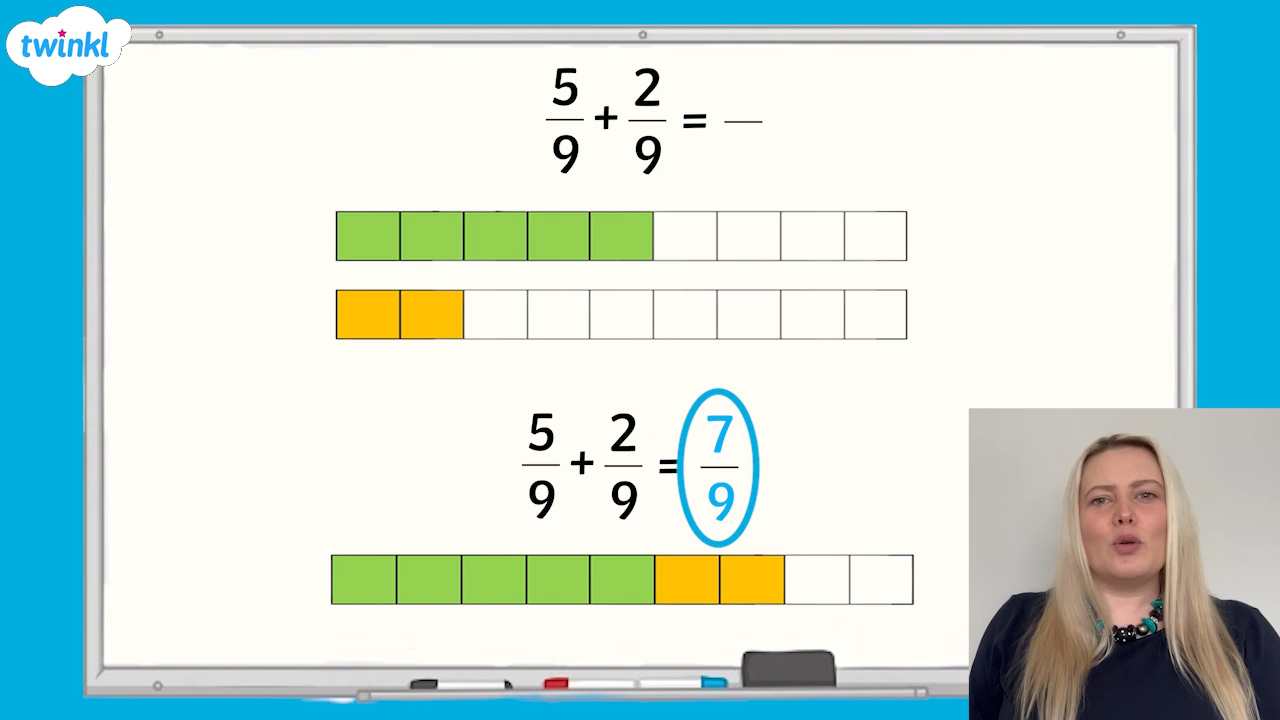 twinkl
5/9 + 2/9 = —
5/9 + 2/9 = 7/9